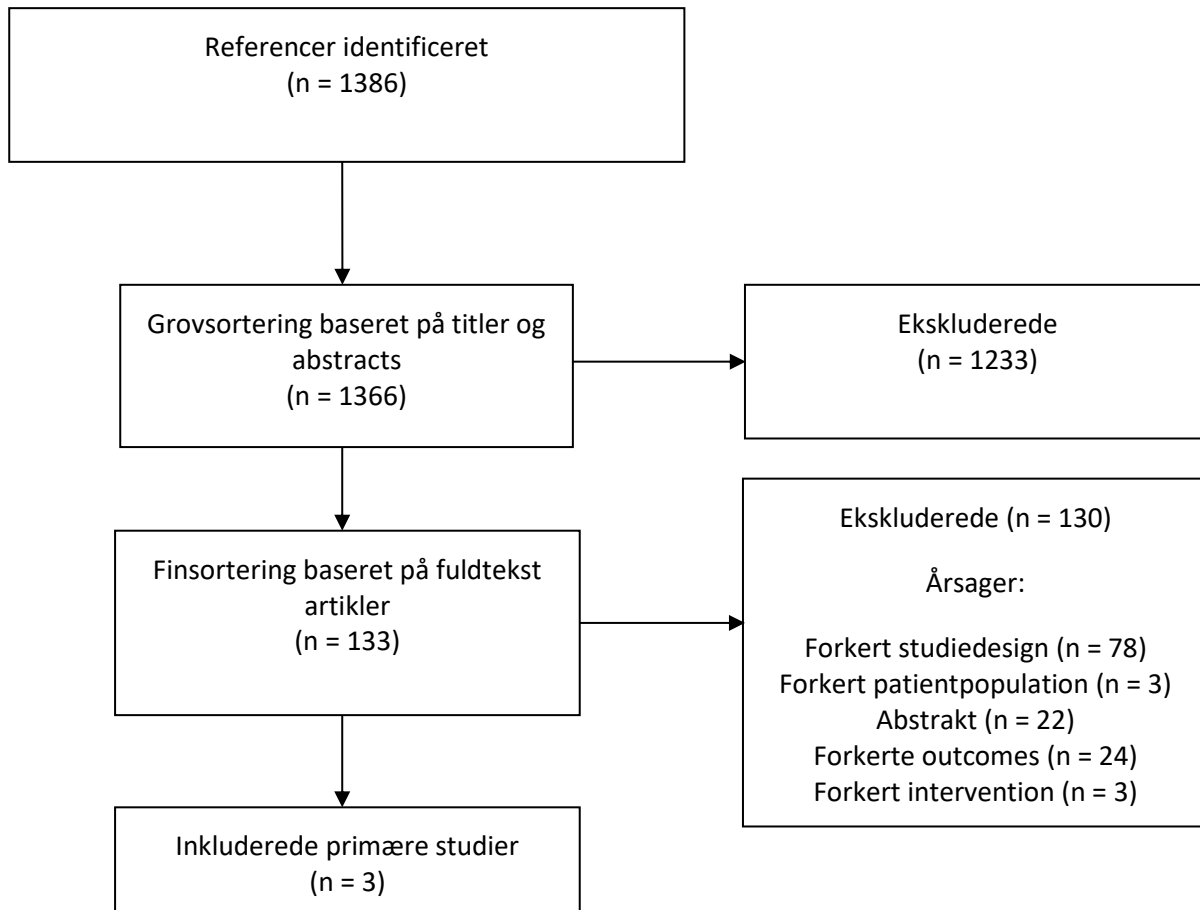 Referencer identificeret
(n = 1386)
Grovsortering baseret på titler og
abstracts
(n = 1366)
Ekskluderede
(n = 1233)
Finsortering baseret på fuldtekst
artikler
(n = 133)
Ekskluderede (n = 130)
Årsager:
Forkert studiedesign (n = 78)
Forkert patientpopulation (n = 3)
Abstrakt (n = 22)
Forkerte outcomes (n = 24)
Forkert intervention (n = 3)
Inkluderede primære studier
(n = 3)